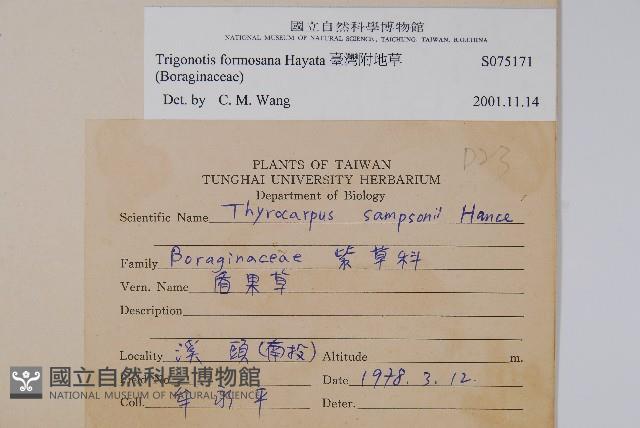 國立自然科學博物館
NATIONAL MUSEUM OF NATURAL SCIENCE, TAICHUNG, TAIWAN, R.O.CHINA
Trigonotis formosana Hayata 臺灣附地草 S075171
(Boraginaceae)
Det. by C. M. Wang 2001.11.14
D23
PLANTS OF TAIWAN
TUNGHAI UNIVERSITY HERBARIUM
Department of Biology
Scientific Name Thyrocarpus sampsonii Hance
Family Boraginaceae 紫草科
Vern. Name 盾果草
Description
Locality 溪頭(南投) Altitude m.
Date 1978.3.12.
Coll. 平 Deter.
國立自然科學博物館
NATIONAL MUSEUM OF NATURAL SCIENCE